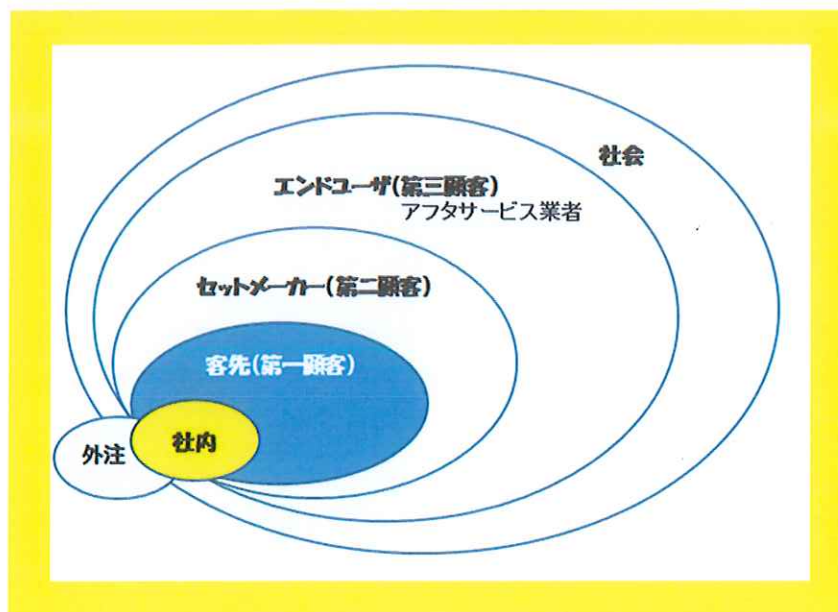 社会
エンドユーザ(第三顧客)
アフタサービス業者
セットメーカー(第二顧客)
客先(第一顧客)
社内
外注